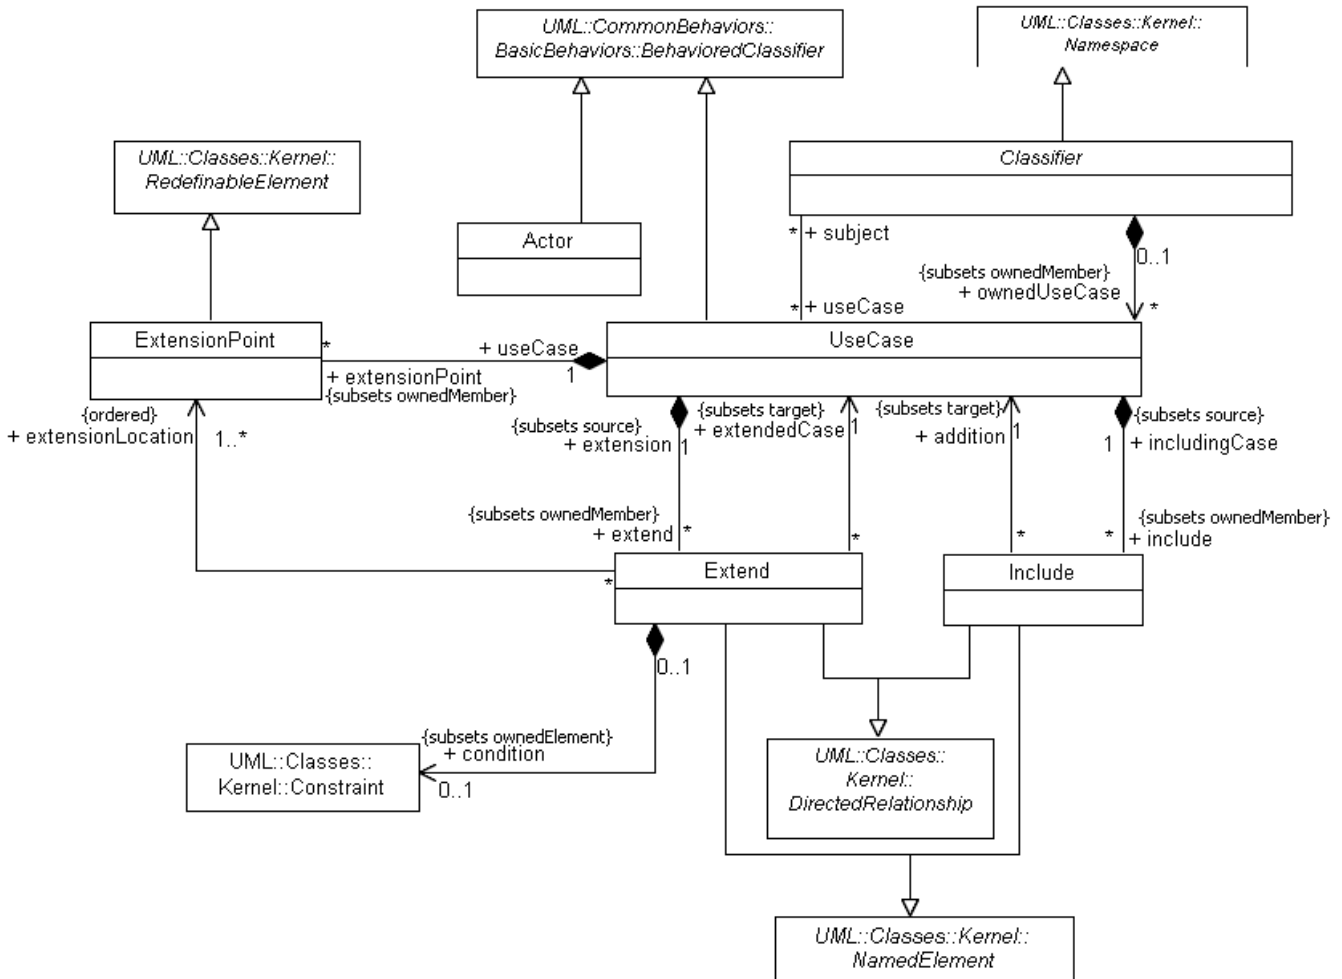 UML::CommonBehaviors::
BasicBehaviors::BehavioredClassifier
UML::Classes::Kernel::
Namespace
UML::Classes::Kernel::
RedefinableElement
Classifier
Actor
* + subject
0..1
{subsets ownedMember}
+ ownedUseCase
*
* + useCase
ExtensionPoint
*
+ useCase
1
UseCase
+ extensionPoint
{subsets ownedMember}
{ordered}
+ extensionLocation
1..*
{subsets source}
+ extension
1
{subsets target}
+ extendedCase
1
{subsets target}
+ addition
1
{subsets source}
1
+ includingCase
{subsets ownedMember}
+ extend
*
*
*
{subsets ownedMember}
* + include
*
Extend
Include
0..1
{subsets ownedElement}
+ condition
0..1
UML::Classes::
Kernel::Constraint
UML::Classes::
Kernel::
DirectedRelationship
UML::Classes::Kernel::
NamedElement